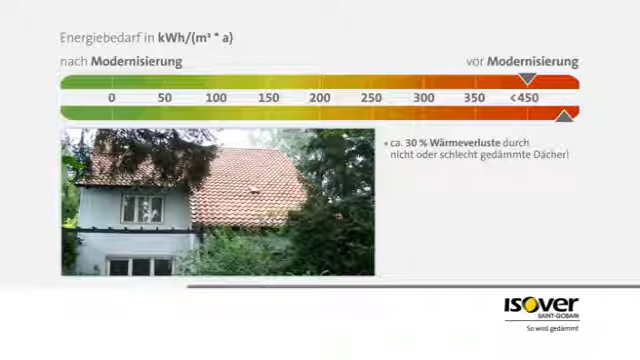 Energiebedarf in kWh/(m² * a)
nach Modernisierung
vor Modernisierung
0 50 100 150 200 250 300 350 <450
• ca. 30 % Wärmeverluste durch
nicht oder schlecht gedämmte Dächer!
ISOVER
SAINT-GOBAIN
So wird gedämmt